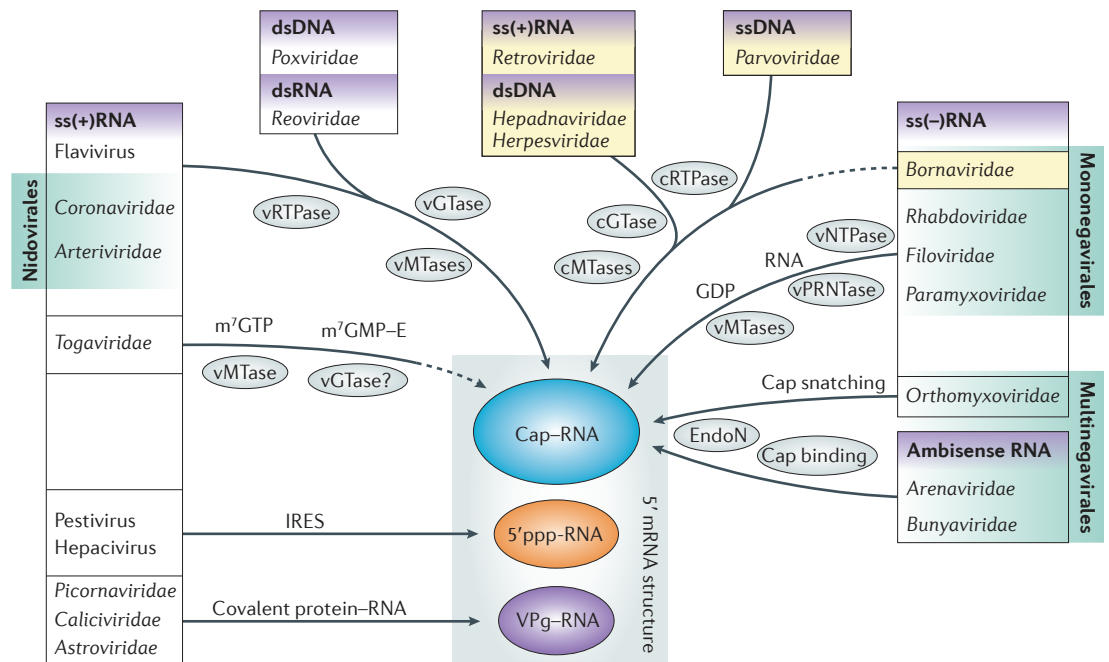 dsDNA
Poxviridae
dsRNA
Reoviridae
ss(+)RNA
Retroviridae
dsDNA
Hepadnaviridae
Herpesviridae
ssDNA
Parvoviridae
ss(+)RNA
Flavivirus
Nidovirales
Coronaviridae
Arteriviridae
Togaviridae
Pestivirus
Hepacivirus
Picornaviridae
Caliciviridae
Astroviridae
vRTPase
vGTase
vMTases
m⁷GTP
m⁷GMP–E
vMTase
vGTase?
IRES
Covalent protein–RNA
cRTPase
cGTase
cMTases
vNTPase
RNA
vPRNTase
GDP
vMTases
Cap snatching
EndoN
Cap binding
Cap–RNA
5′ppp-RNA
VPg–RNA
5′ mRNA structure
ss(–)RNA
Bornaviridae
Rhabdoviridae
Filoviridae
Paramyxoviridae
Mononegavirales
Orthomyxoviridae
Ambisense RNA
Arenaviridae
Bunyaviridae
Multinegavirales